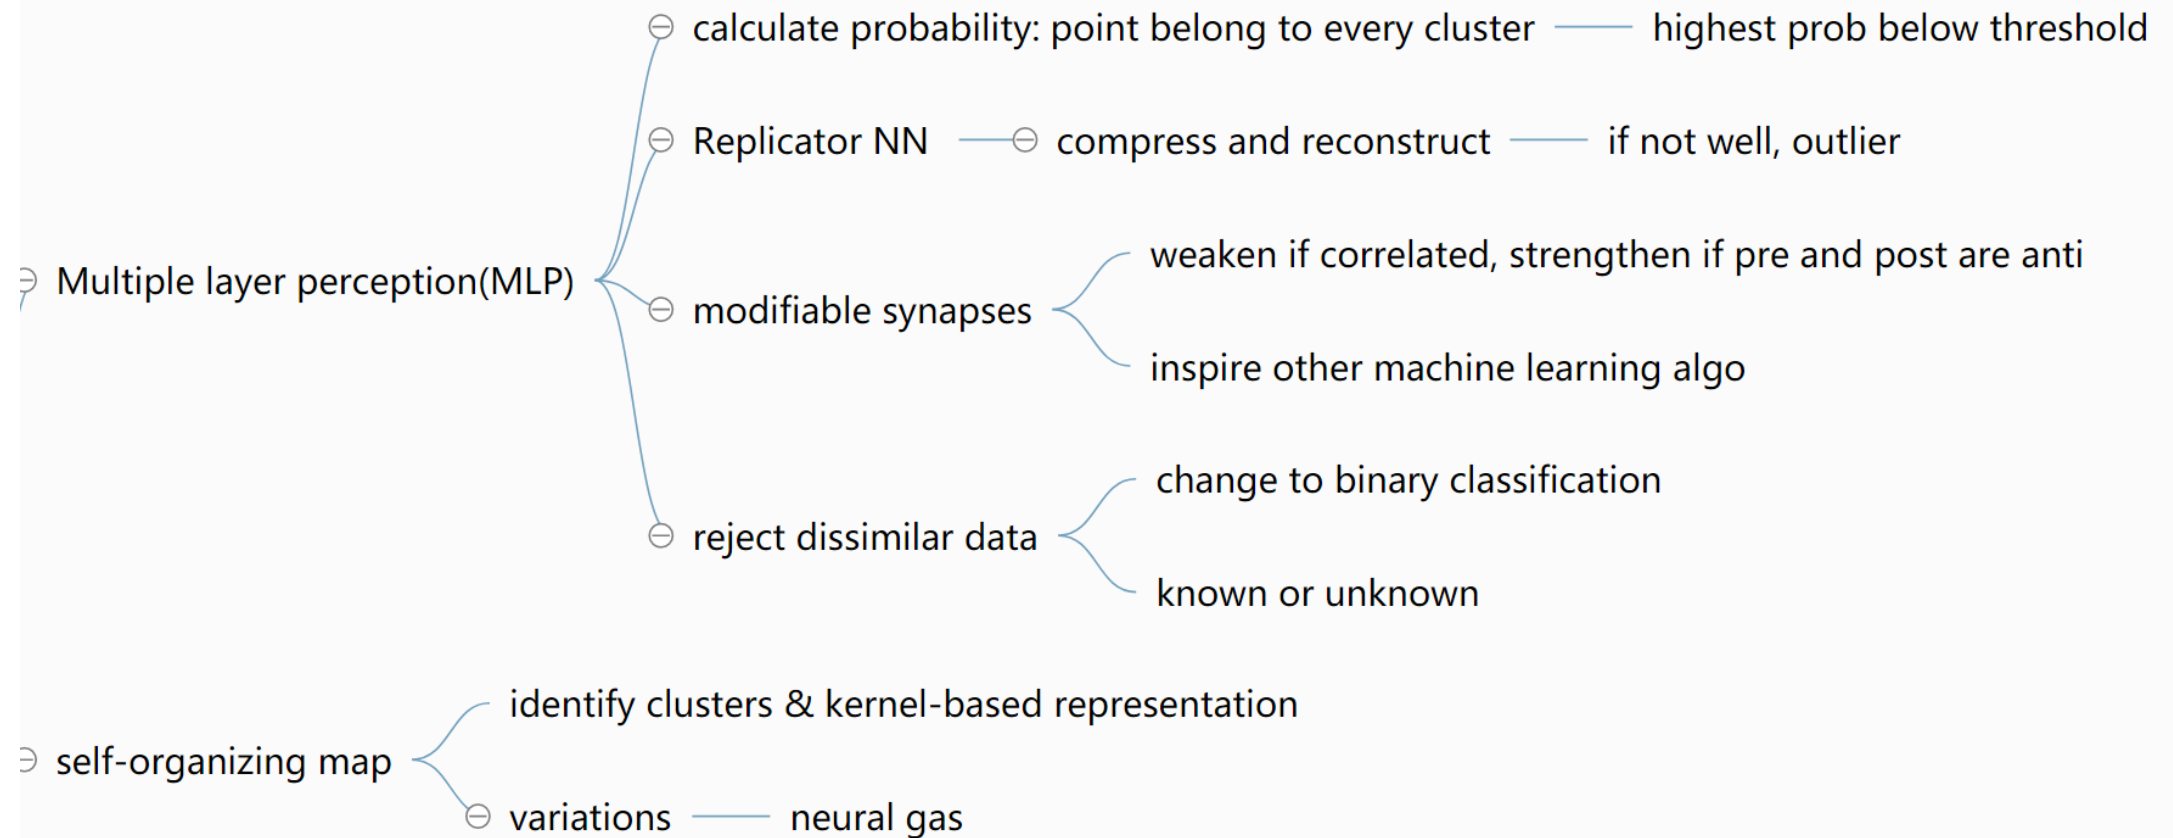 calculate probability: point belong to every cluster
highest prob below threshold
Replicator NN
compress and reconstruct
if not well, outlier
Multiple layer perception(MLP)
modifiable synapses
weaken if correlated, strengthen if pre and post are anti
inspire other machine learning algo
reject dissimilar data
change to binary classification
known or unknown
self-organizing map
identify clusters & kernel-based representation
variations
neural gas